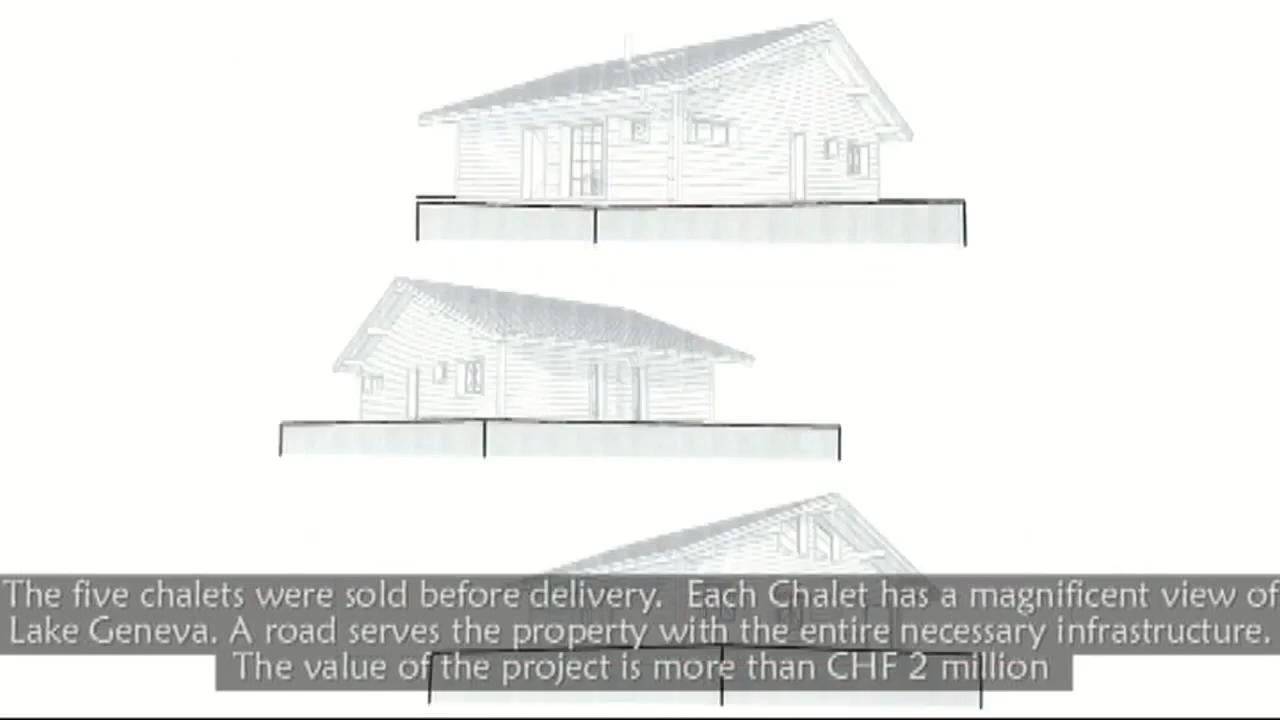 The five chalets were sold before delivery.  Each Chalet has a magnificent view of
Lake Geneva. A road serves the property with the entire necessary infrastructure.
The value of the project is more than CHF 2 million